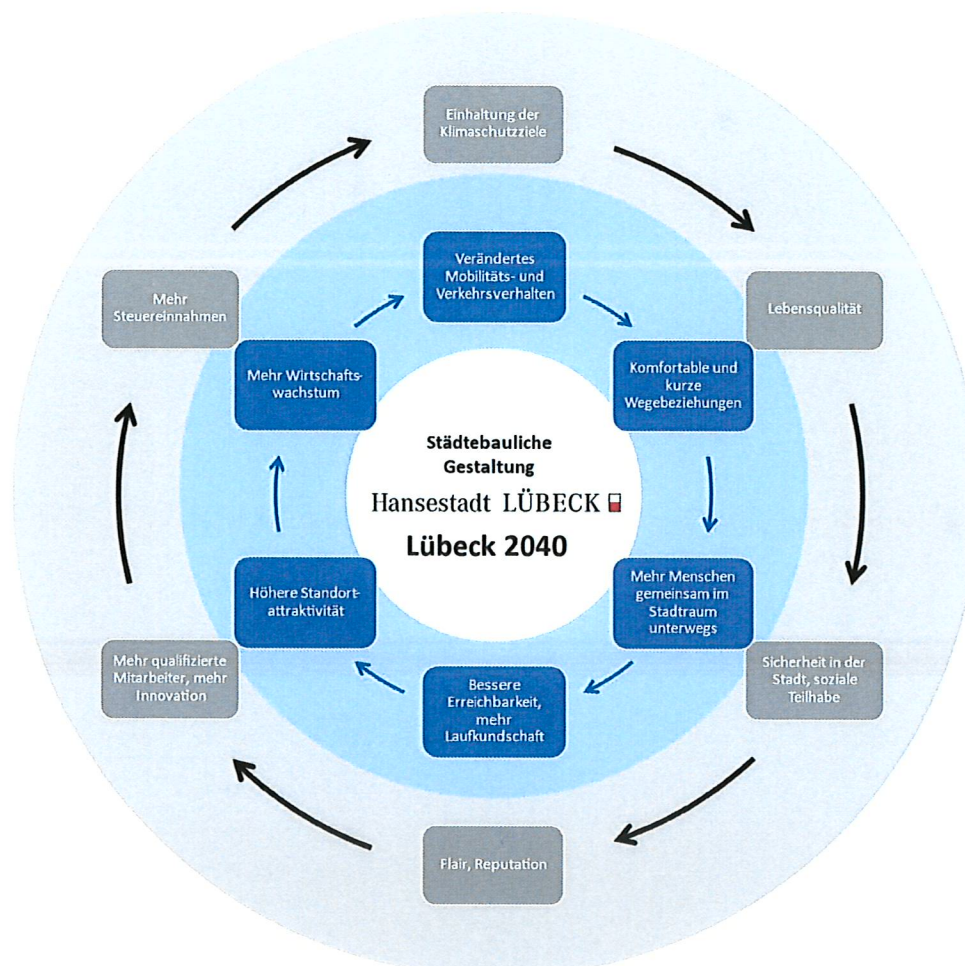 Einhaltung der
Klimaschutzziele
Lebensqualität
Sicherheit in der
Stadt, soziale
Teilhabe
Flair, Reputation
Mehr qualifizierte
Mitarbeiter, mehr
Innovation
Mehr
Steuereinnahmen
Verändertes
Mobilitäts- und
Verkehrsverhalten
Komfortable und
kurze
Wegebeziehungen
Mehr Menschen
gemeinsam im
Stadtraum
unterwegs
Bessere
Erreichbarkeit,
mehr
Laufkundschaft
Höhere Standort-
attraktivität
Mehr Wirtschafts-
wachstum
Städtebauliche
Gestaltung
Hansestadt LÜBECK
Lübeck 2040